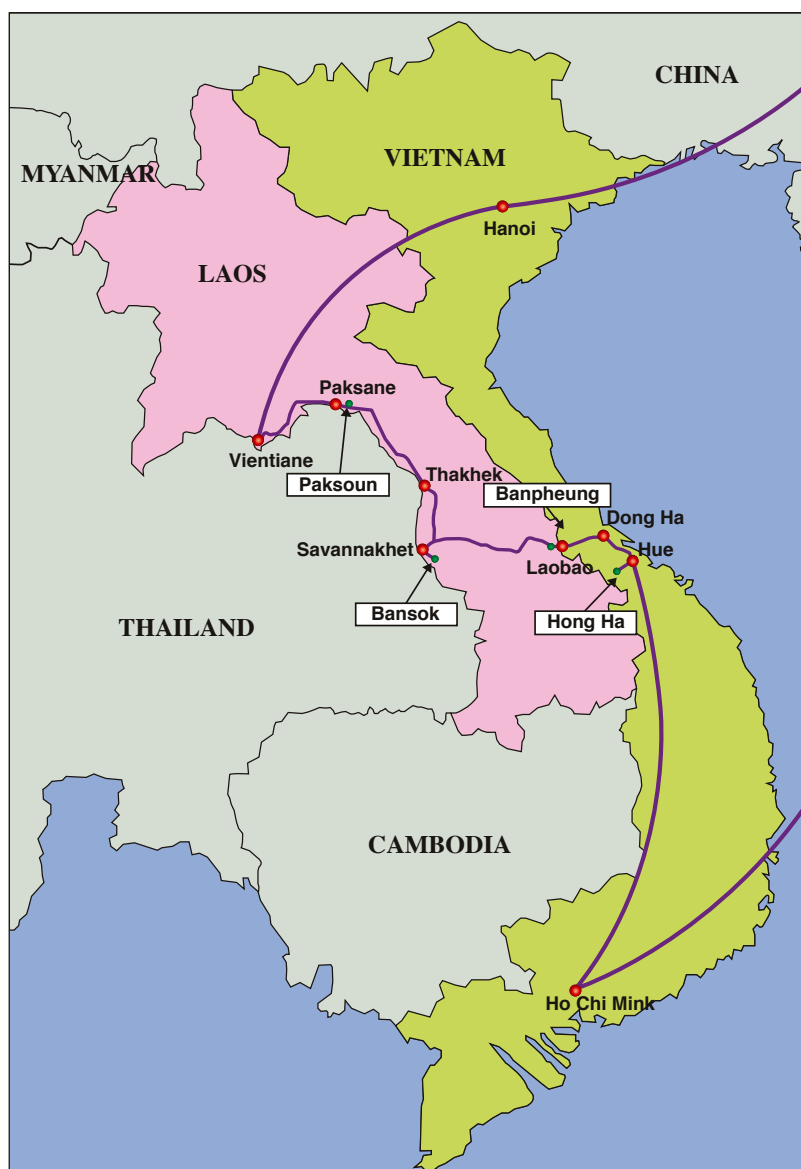 CHINA
VIETNAM
MYANMAR
Hanoi
LAOS
Paksane
Vientiane
Paksoun
Thakhek
Banpheung
Dong Ha
Savannakhet
Laobao
Hue
Bansok
Hong Ha
THAILAND
CAMBODIA
Ho Chi Mink